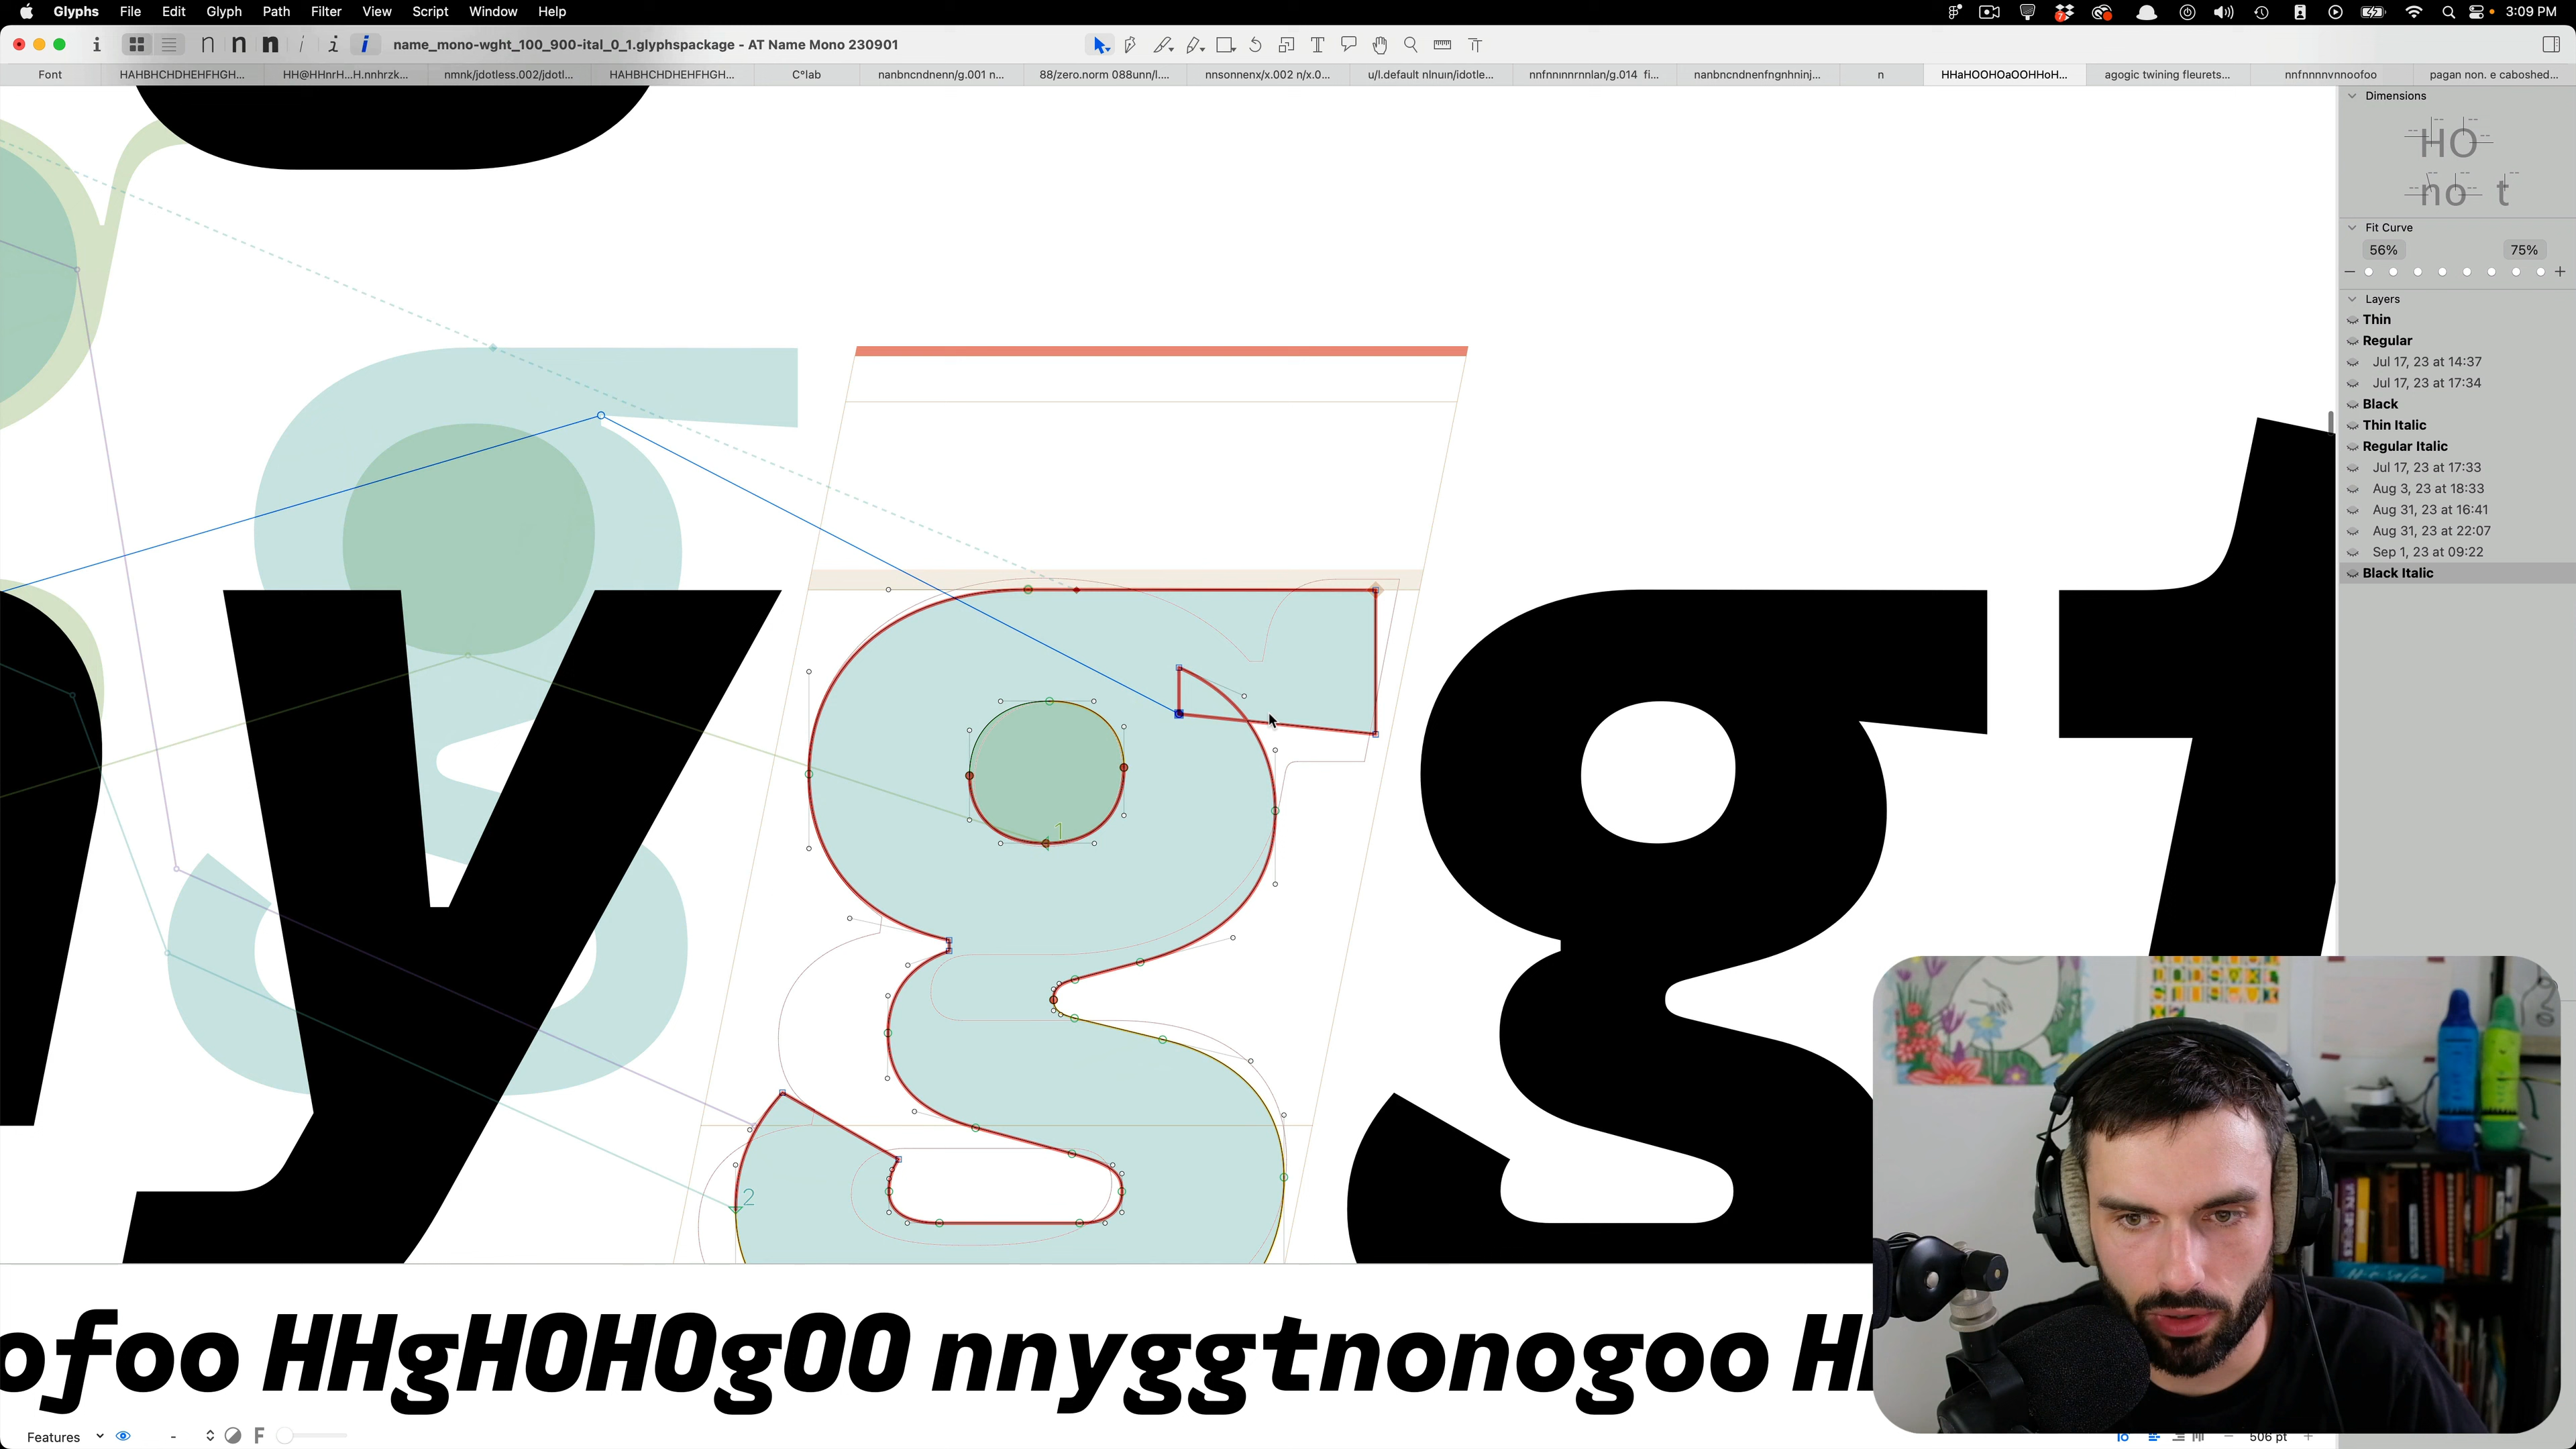 Glyphs File Edit Glyph Path Filter View Script Window Help 3:09 PM
name_mono-wght_100_900-ital_0_1.glyphspackage - AT Name Mono 230901
Font HAHBHCHDHEHFHGH... HH@HHnrH...H.nnhrzk... nmnk/jdotless.002/jdotl... HAHBHCHDHEHFHGH... C°lab nanbncndnenn/g.001 n... 88/zero.norm 088unn/l.... nnsonnenx/x.002 n/x.0... u/l.default nlnuın/idotle... nnfnnınnrnnlan/g.014 fi... nanbncndnenfngnhninj... n HHaHOOHOaOOHHoH... agogic twining fleurets... nnfnnnnvnnoofoo pagan non. e caboshed...
Dimensions
HO
no t
Fit Curve
56% 75%
Layers
Thin
Regular
Jul 17, 23 at 14:37
Jul 17, 23 at 17:34
Black
Thin Italic
Regular Italic
Jul 17, 23 at 17:33
Aug 3, 23 at 18:33
Aug 31, 23 at 16:41
Aug 31, 23 at 22:07
Sep 1, 23 at 09:22
Black Italic
y g g t
1
2
ofoo HHgHOHOgOO nnyggtnonogoo H
Features - F 506 pt